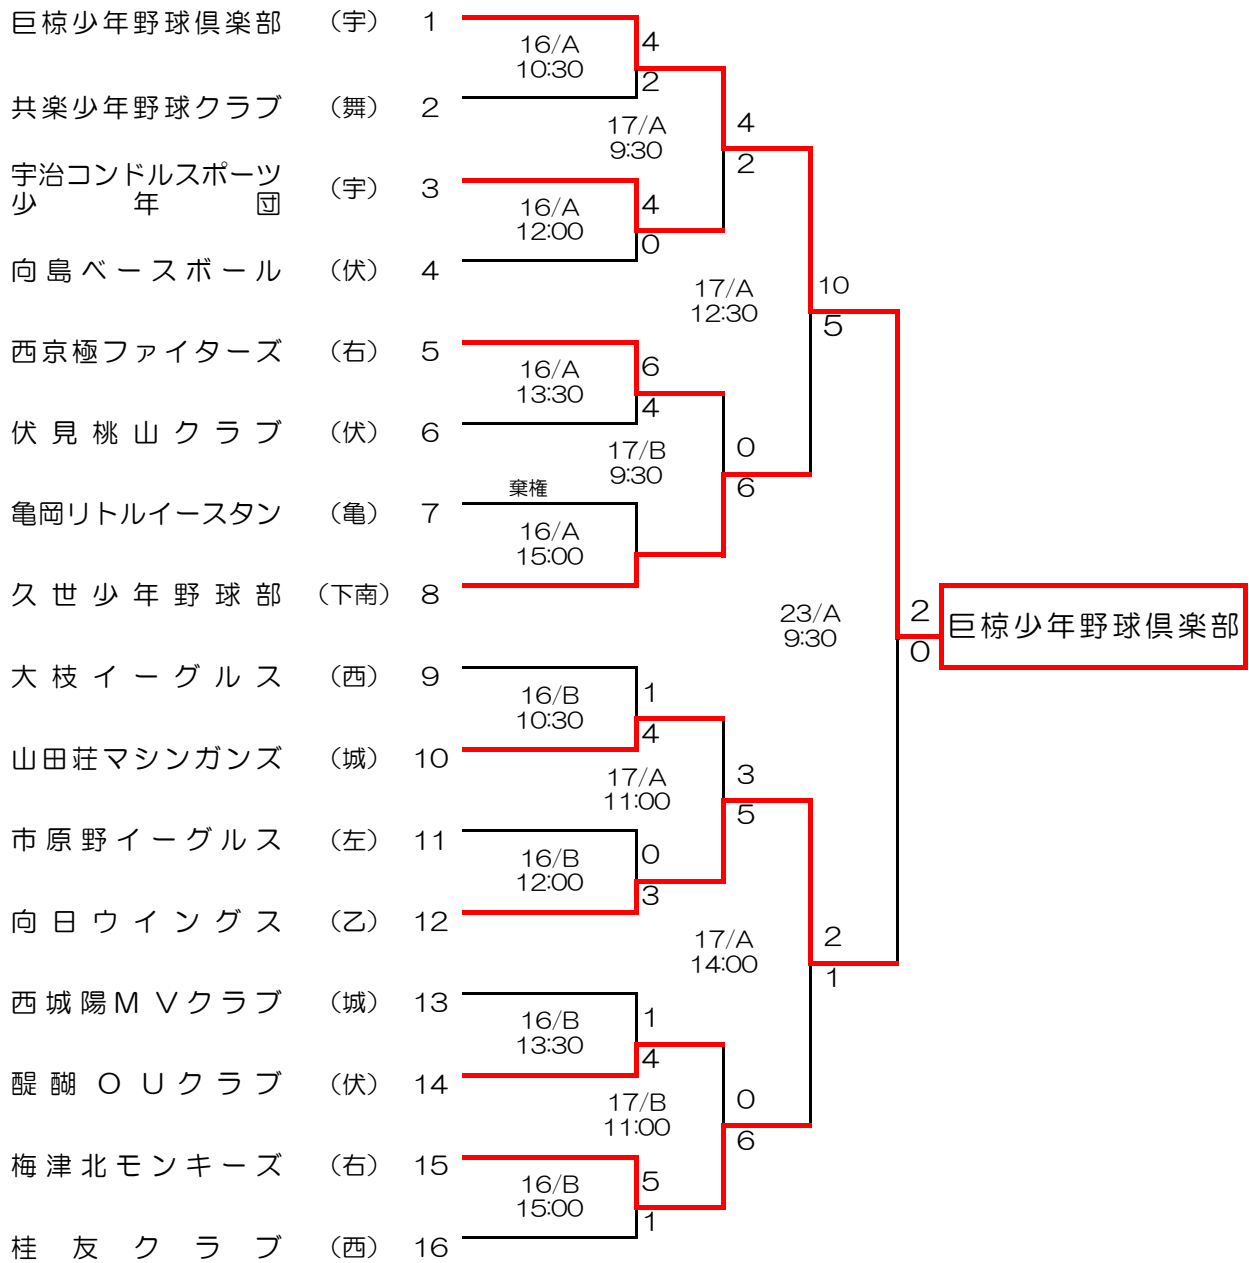 巨椋少年野球倶楽部 （宇） 1
16/A
10:30
4
2
共楽少年野球クラブ （舞） 2
17/A
9:30
4
2
宇治コンドルスポーツ
少年団 （宇） 3
16/A
12:00
4
0
向島ベースボール （伏） 4
17/A
12:30
10
5
西京極ファイターズ （右） 5
16/A
13:30
6
4
伏見桃山クラブ （伏） 6
17/B
9:30
0
6
棄権
亀岡リトルイースタン （亀） 7
16/A
15:00
久世少年野球部 （下南） 8
23/A
9:30
2
0
巨椋少年野球倶楽部
大枝イーグルス （西） 9
16/B
10:30
1
4
山田荘マシンガンズ （城） 10
17/A
11:00
3
5
市原野イーグルス （左） 11
16/B
12:00
0
3
向日ウイングス （乙） 12
17/A
14:00
2
1
西城陽ＭＶクラブ （城） 13
16/B
13:30
1
4
醍醐ＯＵクラブ （伏） 14
17/B
11:00
0
6
梅津北モンキーズ （右） 15
16/B
15:00
5
1
桂友クラブ （西） 16